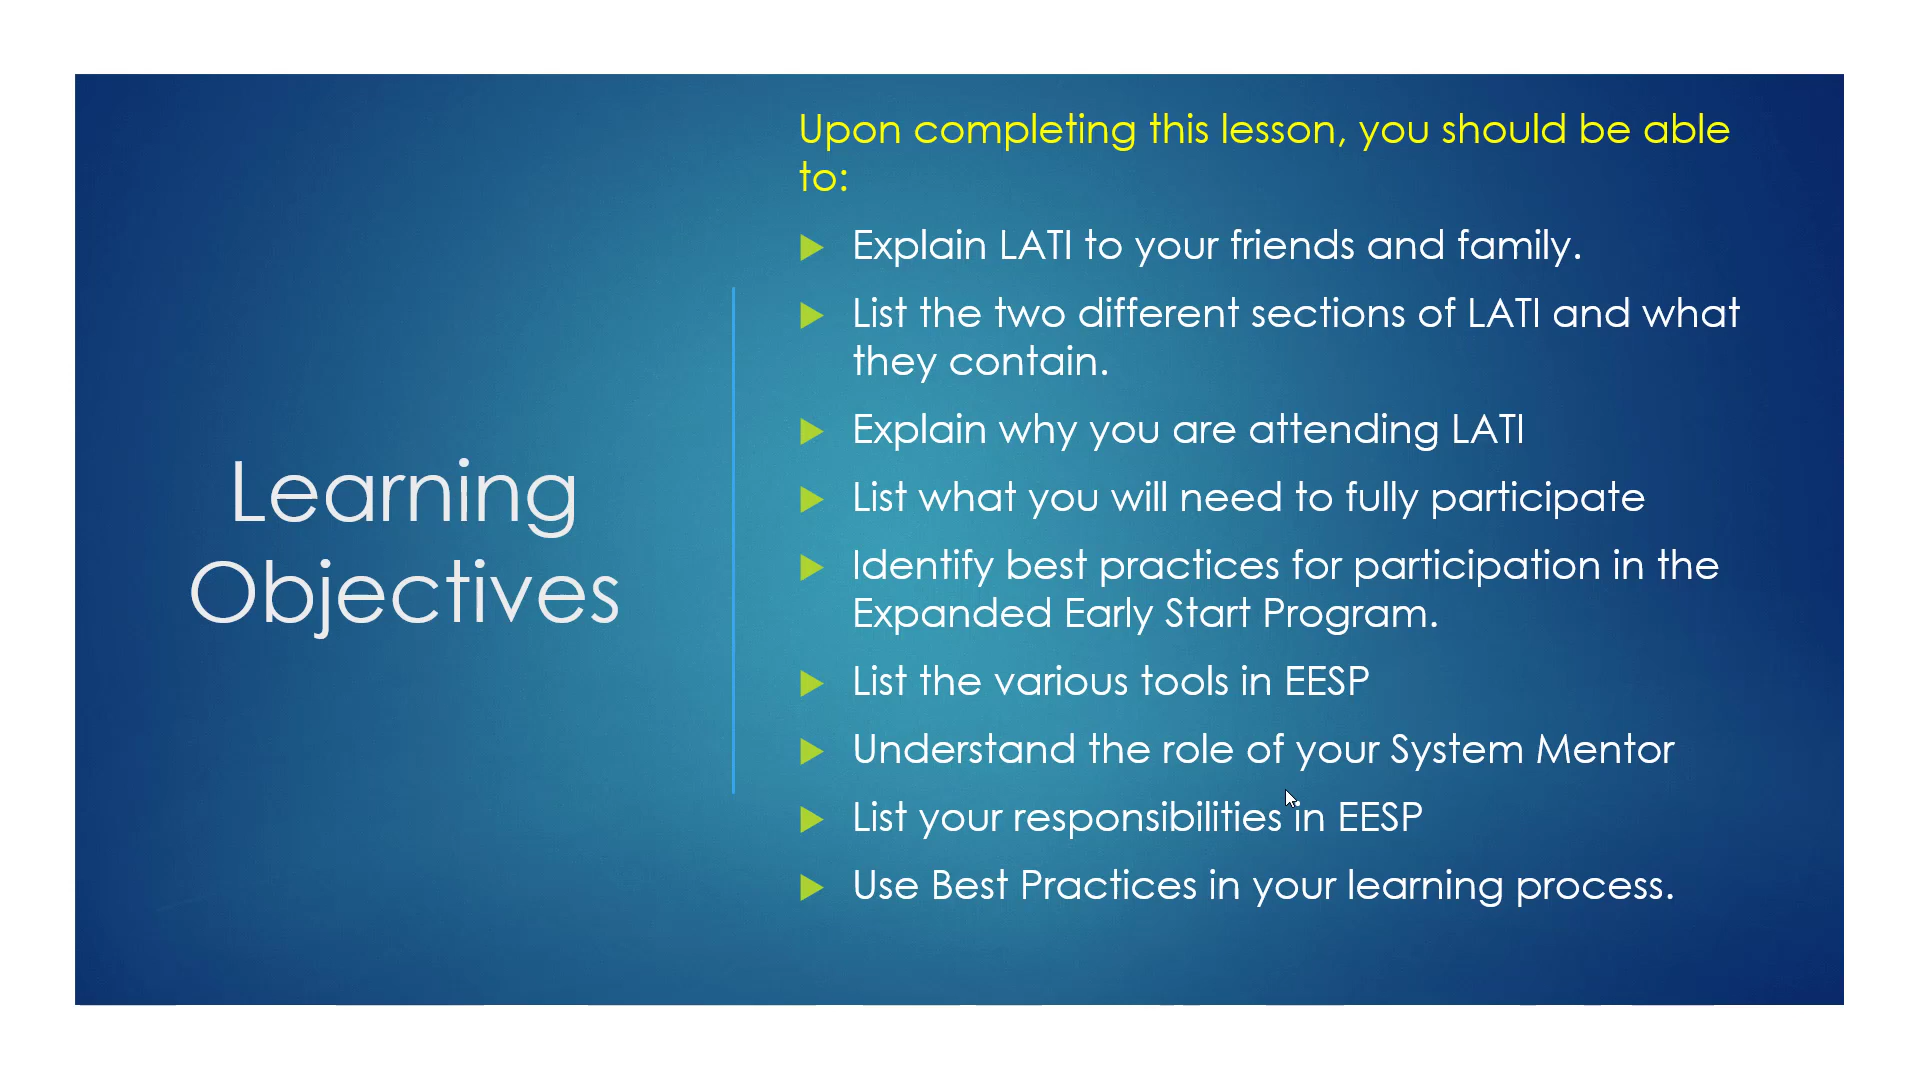 Learning
Objectives
Upon completing this lesson, you should be able
to:
Explain LATI to your friends and family.
List the two different sections of LATI and what
they contain.
Explain why you are attending LATI
List what you will need to fully participate
Identify best practices for participation in the
Expanded Early Start Program.
List the various tools in EESP
Understand the role of your System Mentor
List your responsibilities in EESP
Use Best Practices in your learning process.